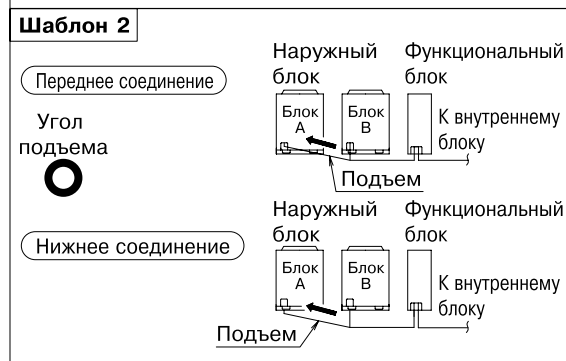 Шаблон 2
Переднее соединение
Угол
подъема
Наружный
блок
Функциональный
блок
Блок
A
Блок
B
К внутреннему
блоку
Подъем
Нижнее соединение
Наружный
блок
Функциональный
блок
Блок
A
Блок
B
К внутреннему
блоку
Подъем